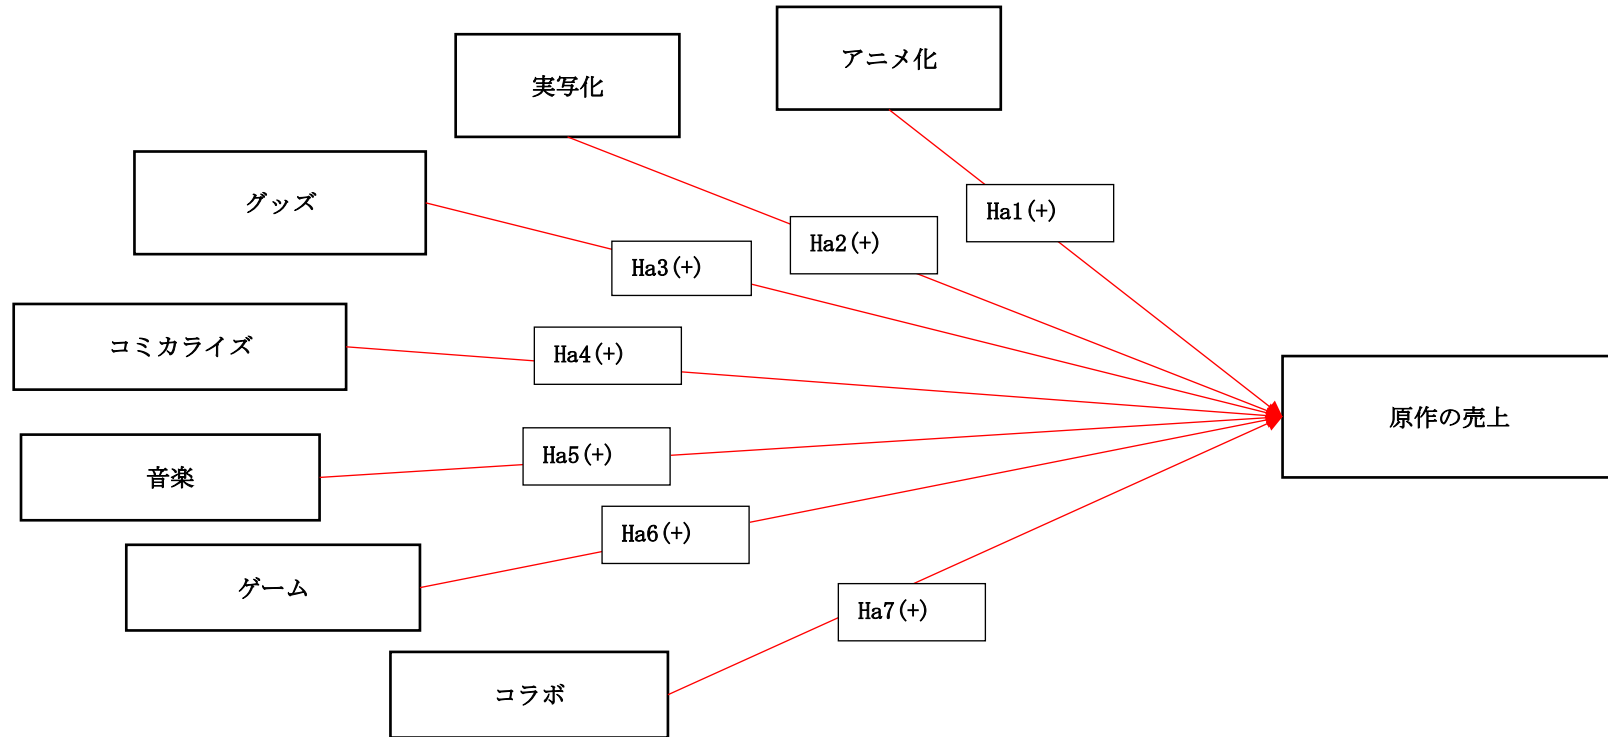 アニメ化
実写化
グッズ
Ha1(+)
Ha2(+)
Ha3(+)
コミカライズ
Ha4(+)
原作の売上
音楽
Ha5(+)
Ha6(+)
ゲーム
Ha7(+)
コラボ